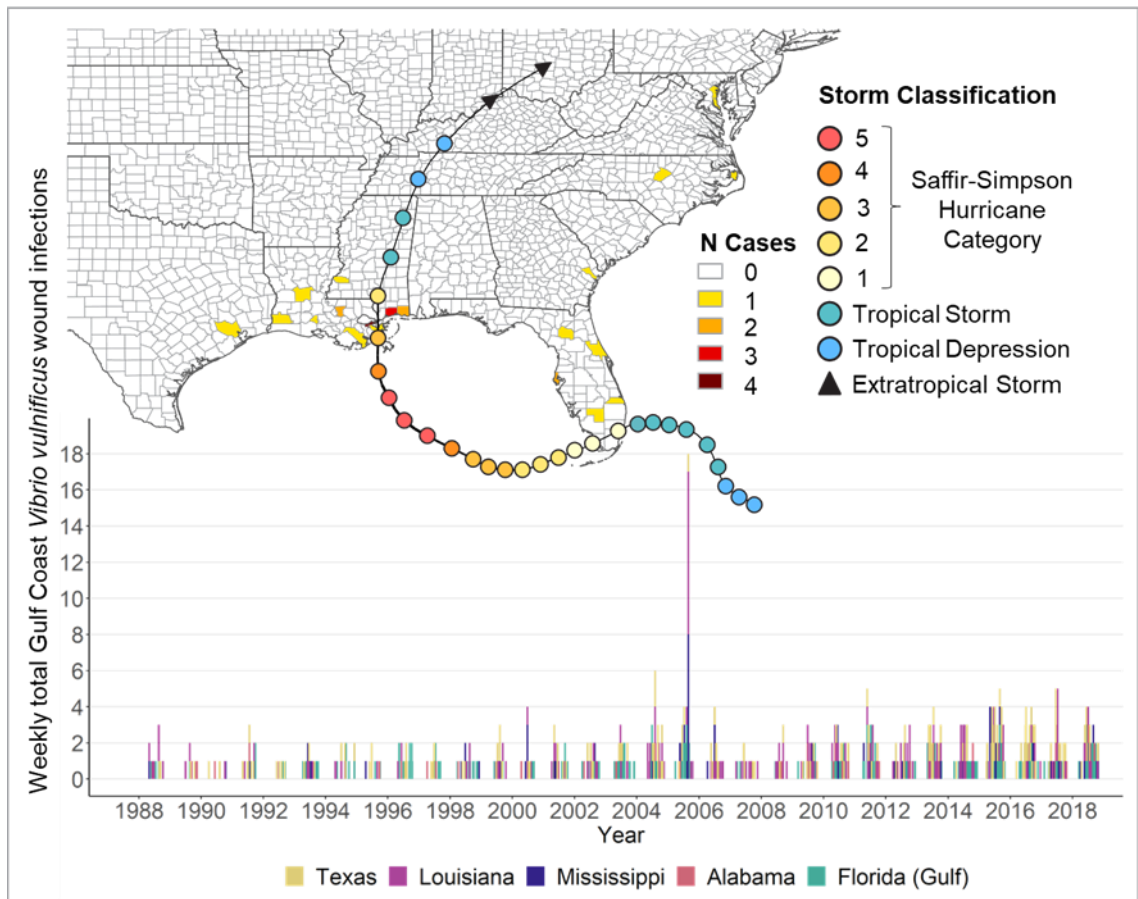 Storm Classification
5
4
3
2
1
Saffir-Simpson
Hurricane
Category
Tropical Storm
Tropical Depression
Extratropical Storm
N Cases
0
1
2
3
4
Weekly total Gulf Coast Vibrio vulnificus wound infections
18
16
14
12
10
8
6
4
2
0
1988 1990 1992 1994 1996 1998 2000 2002 2004 2006 2008 2010 2012 2014 2016 2018
Year
Texas Louisiana Mississippi Alabama Florida (Gulf)